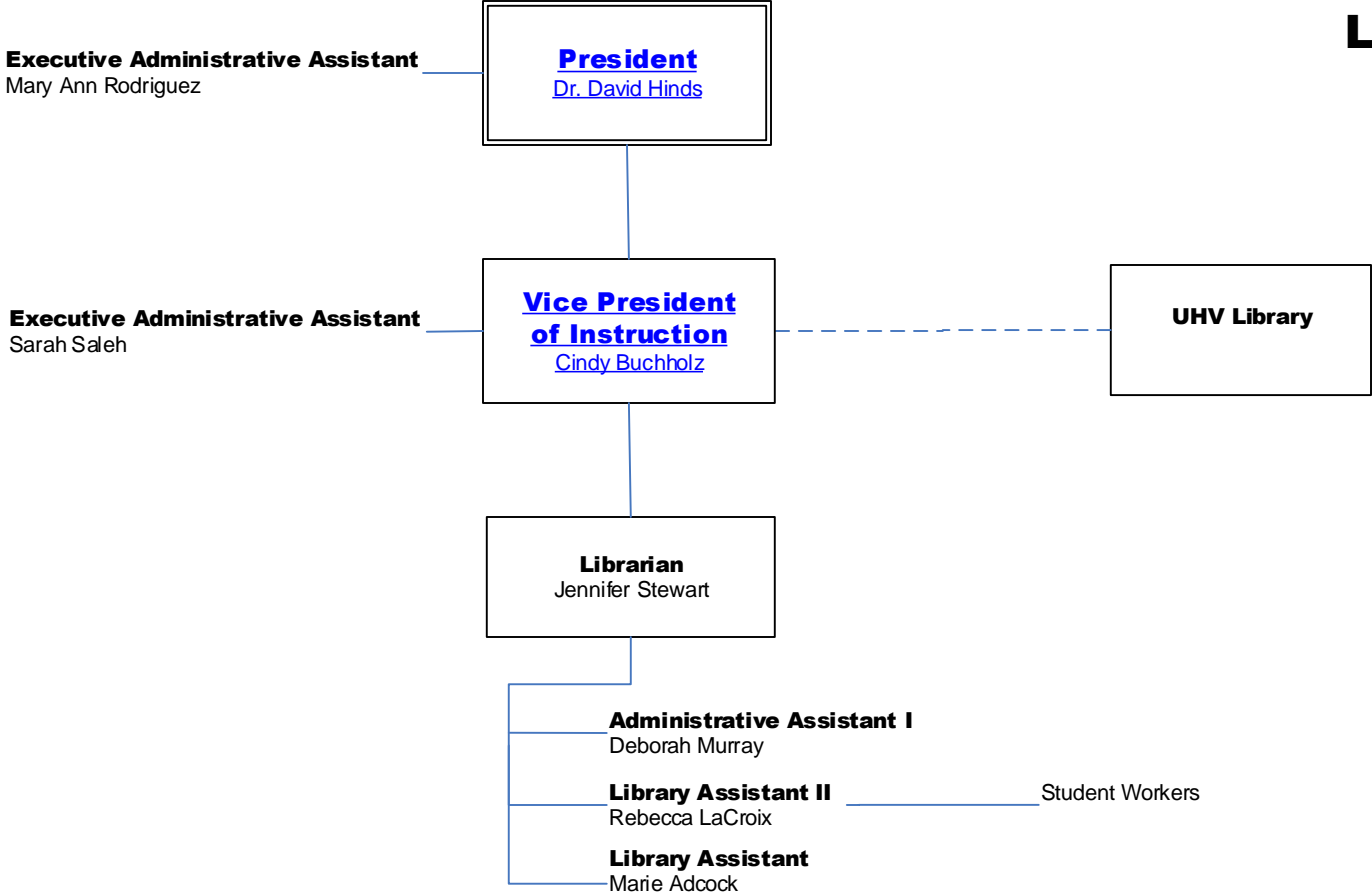 L
Executive Administrative Assistant
Mary Ann Rodriguez
President
Dr. David Hinds
Executive Administrative Assistant
Sarah Saleh
Vice President
of Instruction
Cindy Buchholz
UHV Library
Librarian
Jennifer Stewart
Administrative Assistant I
Deborah Murray
Library Assistant II
Rebecca LaCroix
Student Workers
Library Assistant
Marie Adcock